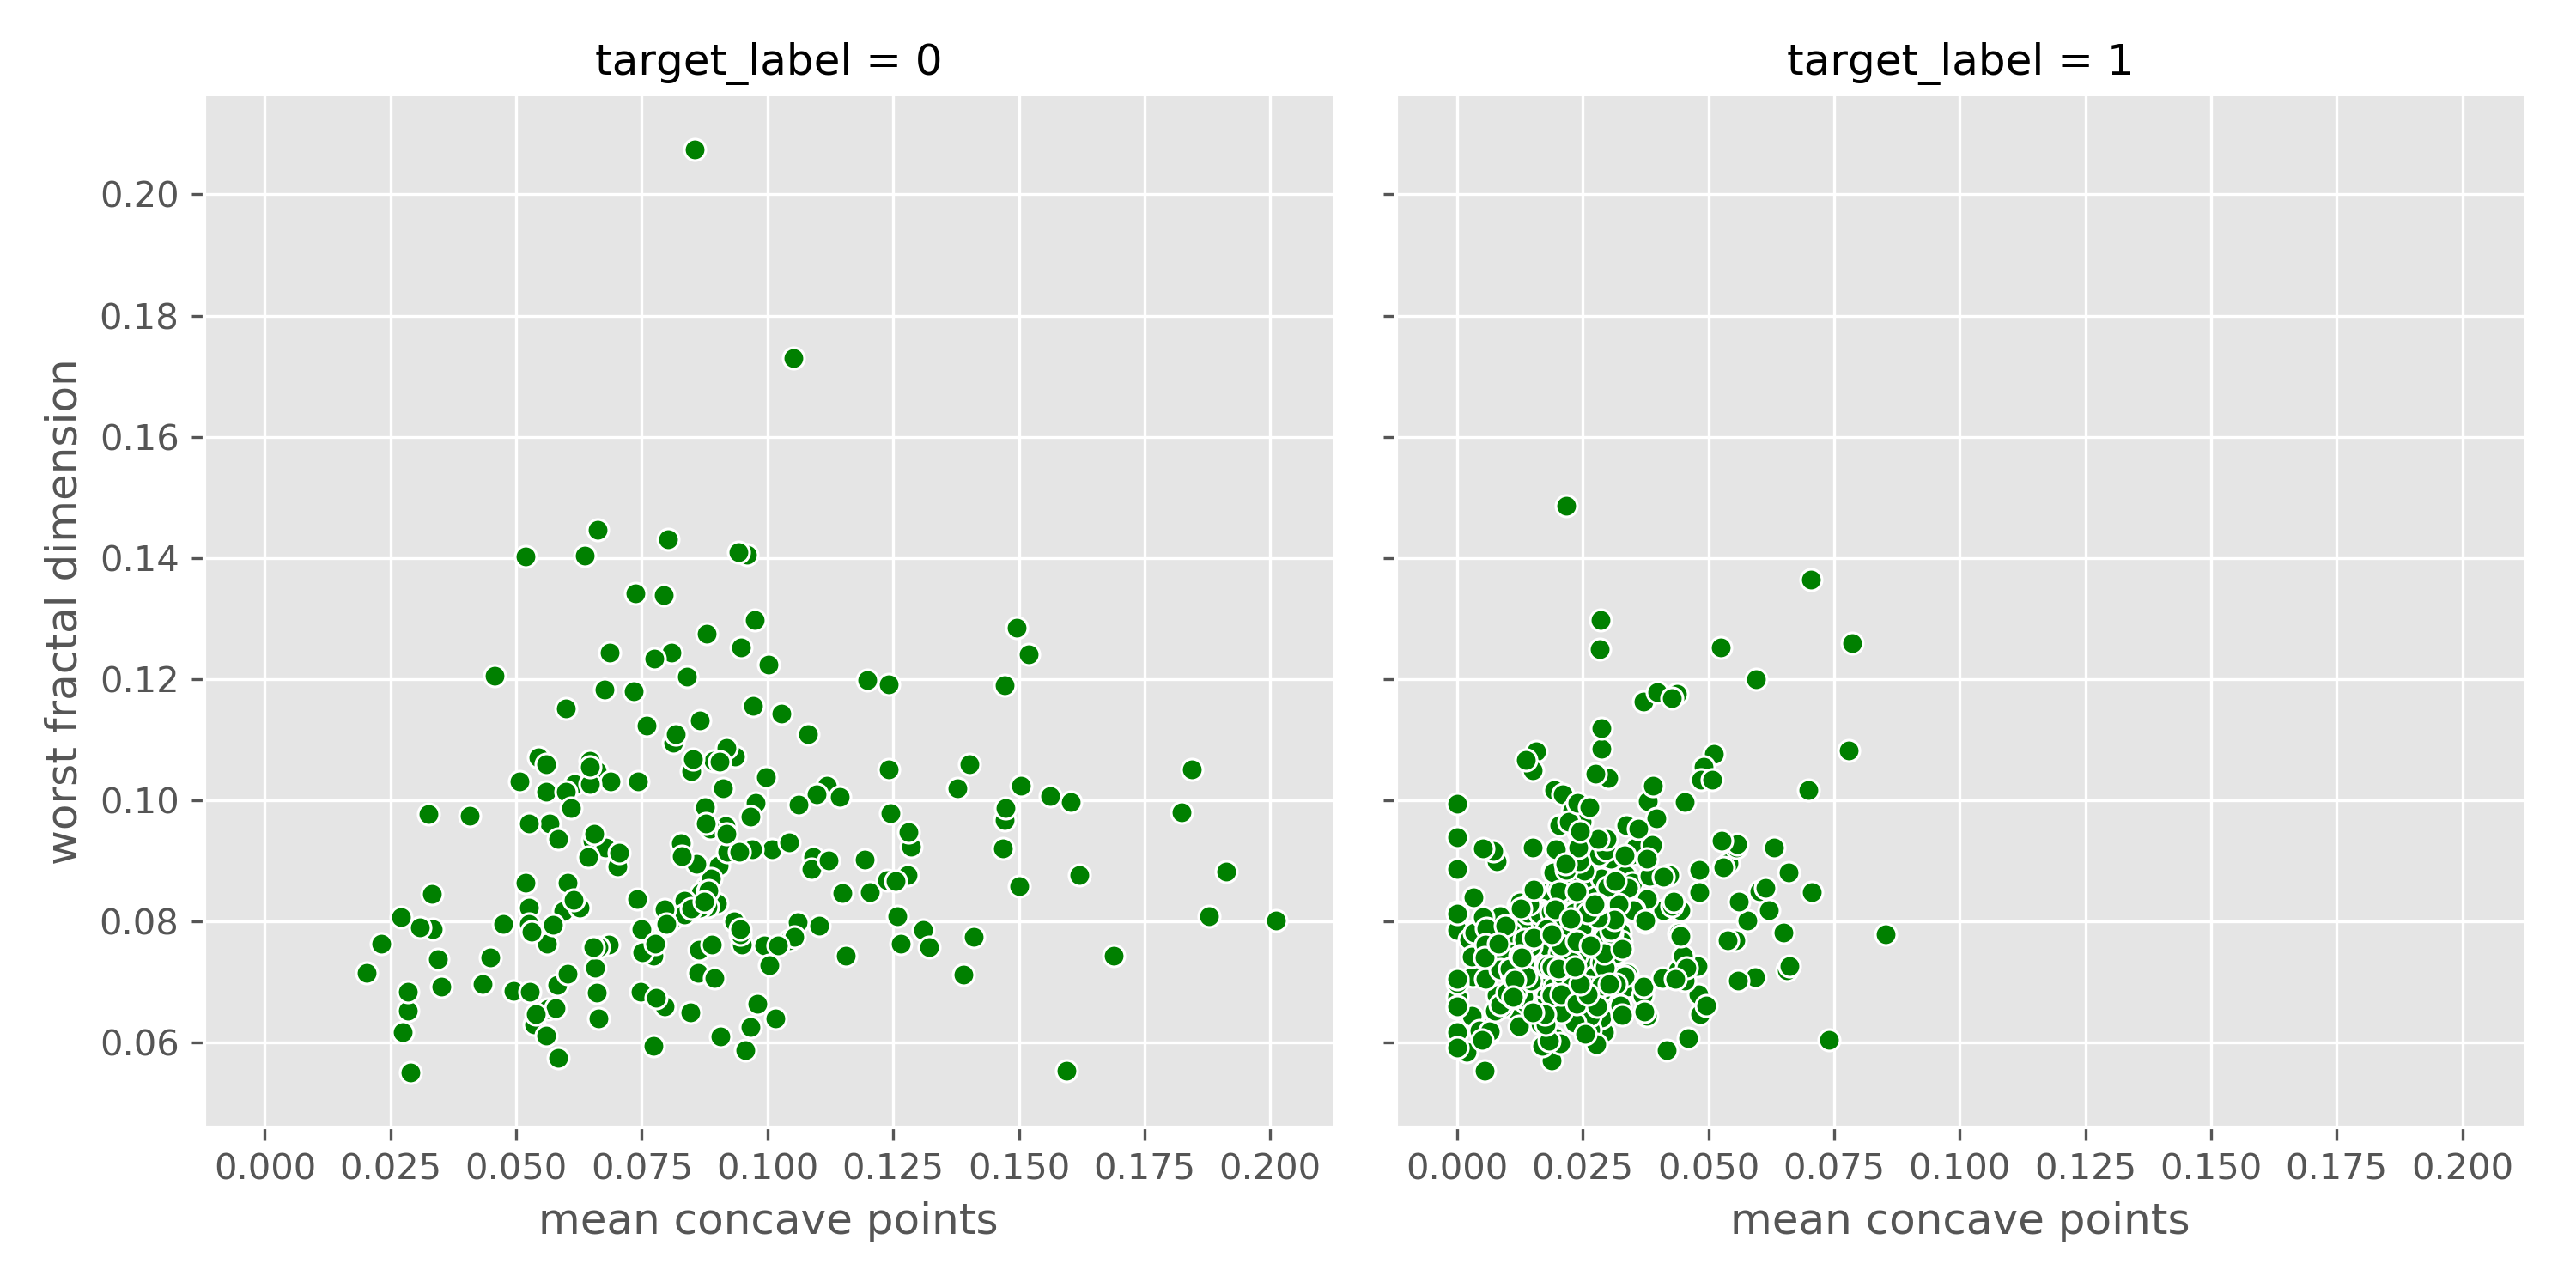 target_label = 0
target_label = 1
worst fractal dimension
0.20
0.18
0.16
0.14
0.12
0.10
0.08
0.06
0.000 0.025 0.050 0.075 0.100 0.125 0.150 0.175 0.200
0.000 0.025 0.050 0.075 0.100 0.125 0.150 0.175 0.200
mean concave points
mean concave points